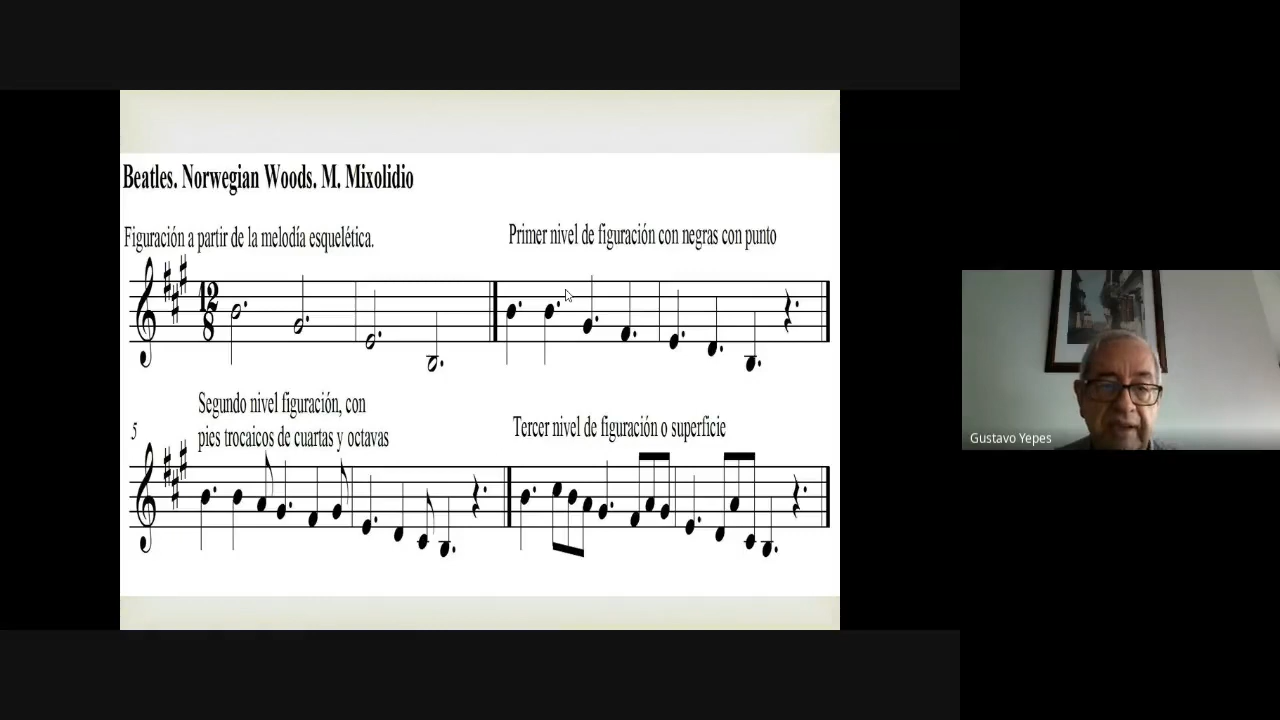 Beatles. Norwegian Woods. M. Mixolidio
Figuración a partir de la melodía esquelética.
Primer nivel de figuración con negras con punto
12
8
Segundo nivel figuración, con
pies trocaicos de cuartas y octavas
Tercer nivel de figuración o superficie
5
Gustavo Yepes